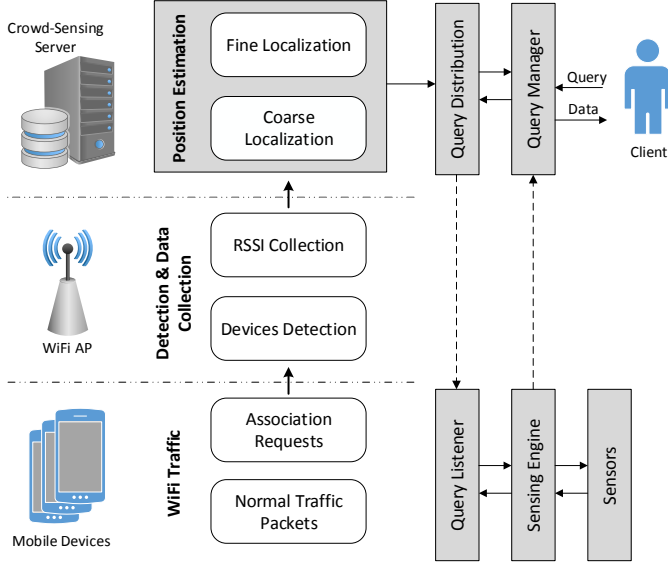 Crowd-Sensing
Server
Position Estimation
Fine Localization
Coarse
Localization
Query Distribution
Query Manager
Query
Data
Client
WiFi AP
Detection & Data
Collection
RSSI Collection
Devices Detection
Mobile Devices
WiFi Traffic
Association
Requests
Normal Traffic
Packets
Query Listener
Sensing Engine
Sensors